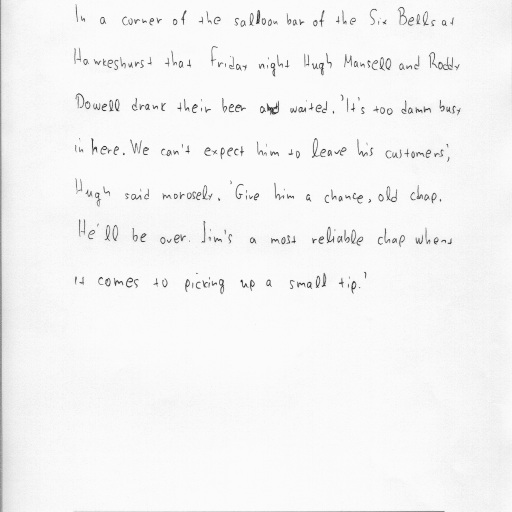 In a corner of the salloon bar of the Six Bells at
Hawkeshurst that Friday night Hugh Mansell and Roddy
Dowell drank their beer and waited. 'It's too damn busy
in here. We can't expect him to leave his customers',
Hugh said morosely. 'Give him a chance, old chap.
He'll be over. Jim's a most reliable chap when
it comes to picking up a small tip.'